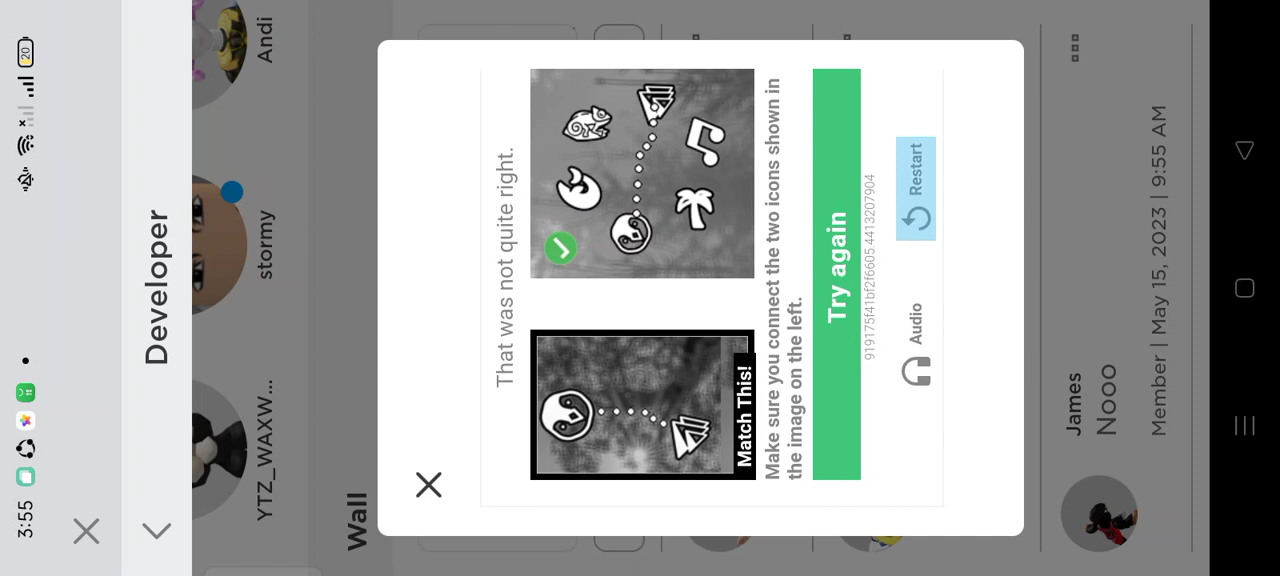 3:55
20
Developer
YTZ_WAXW...
stormy
Andi
Wall
That was not quite right.
Match This!
Make sure you connect the two icons shown in
the image on the left.
Try again
919175f41bf2f6605.4413207904
Audio
Restart
James
Nooo
Member | May 15, 2023 | 9:55 AM